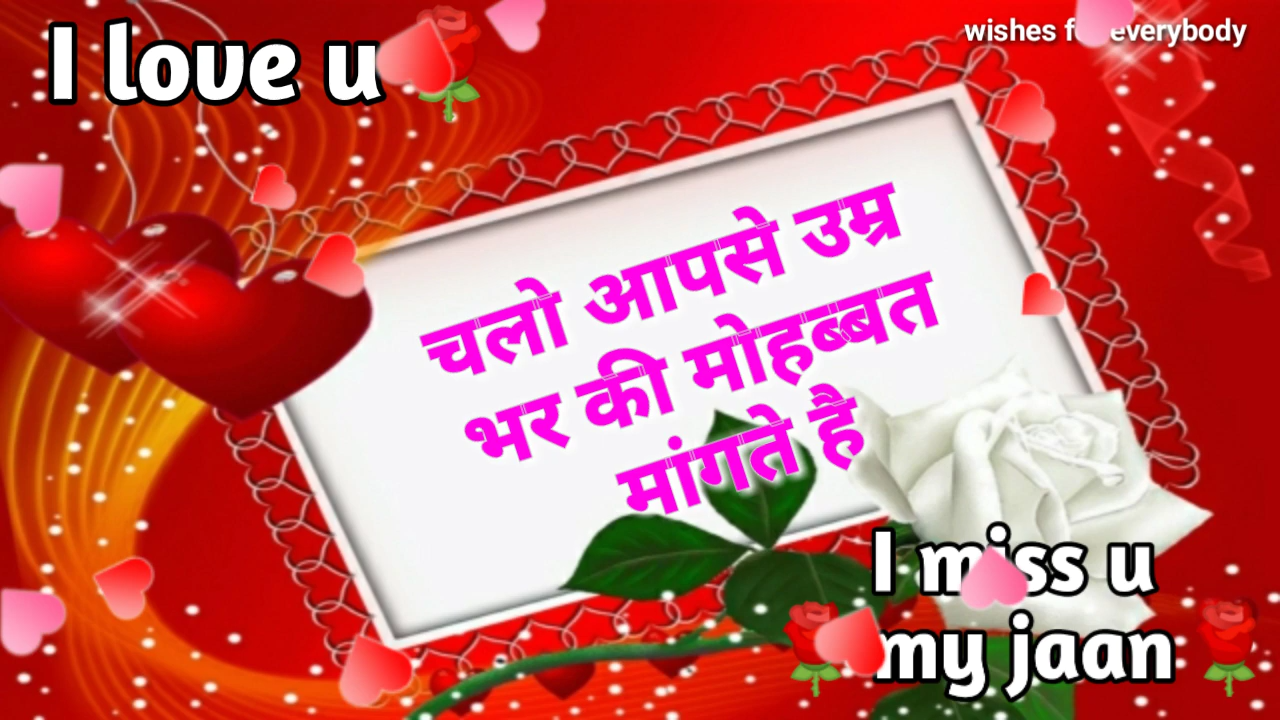 I love u
wishes for everybody
चलो आपसे उम्र
भर की मोहब्बत
मांगते है
I miss u
my jaan